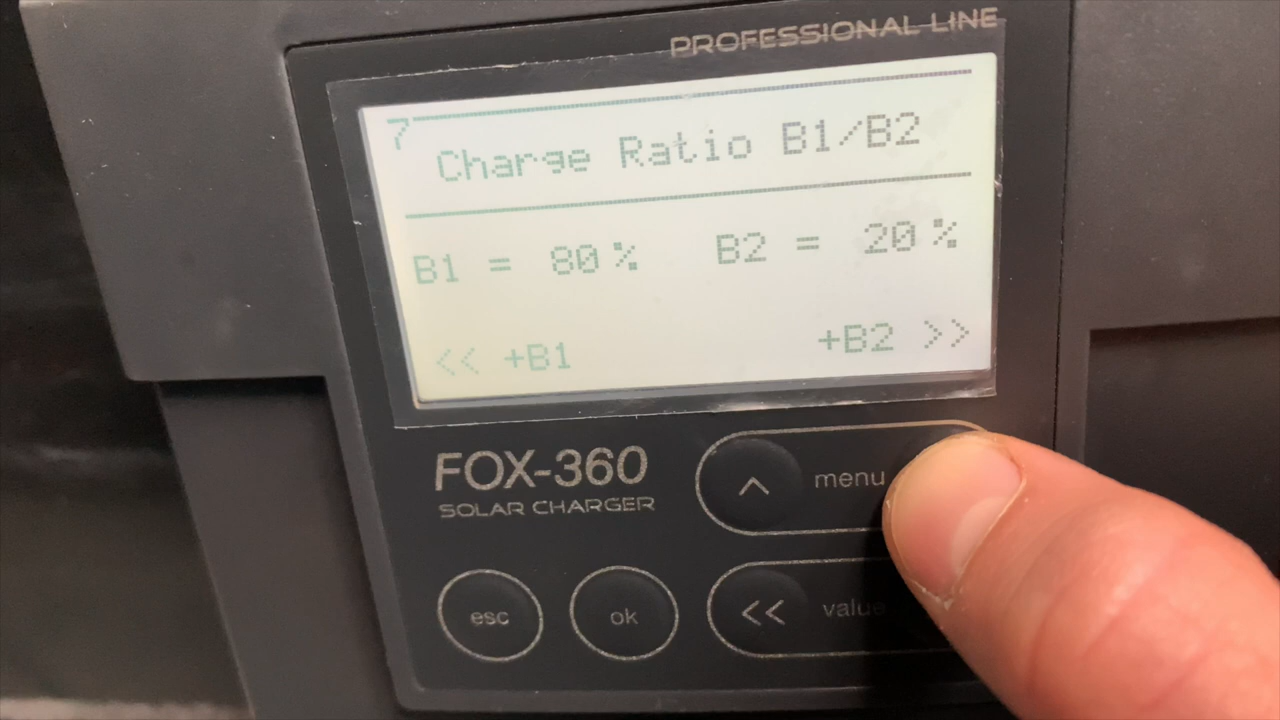 PROFESSIONAL LINE
7
Charge Ratio B1/B2
B1 = 80% B2 = 20%
<< +B1 +B2 >>
FOX-360
SOLAR CHARGER
^ menu
esc ok << value